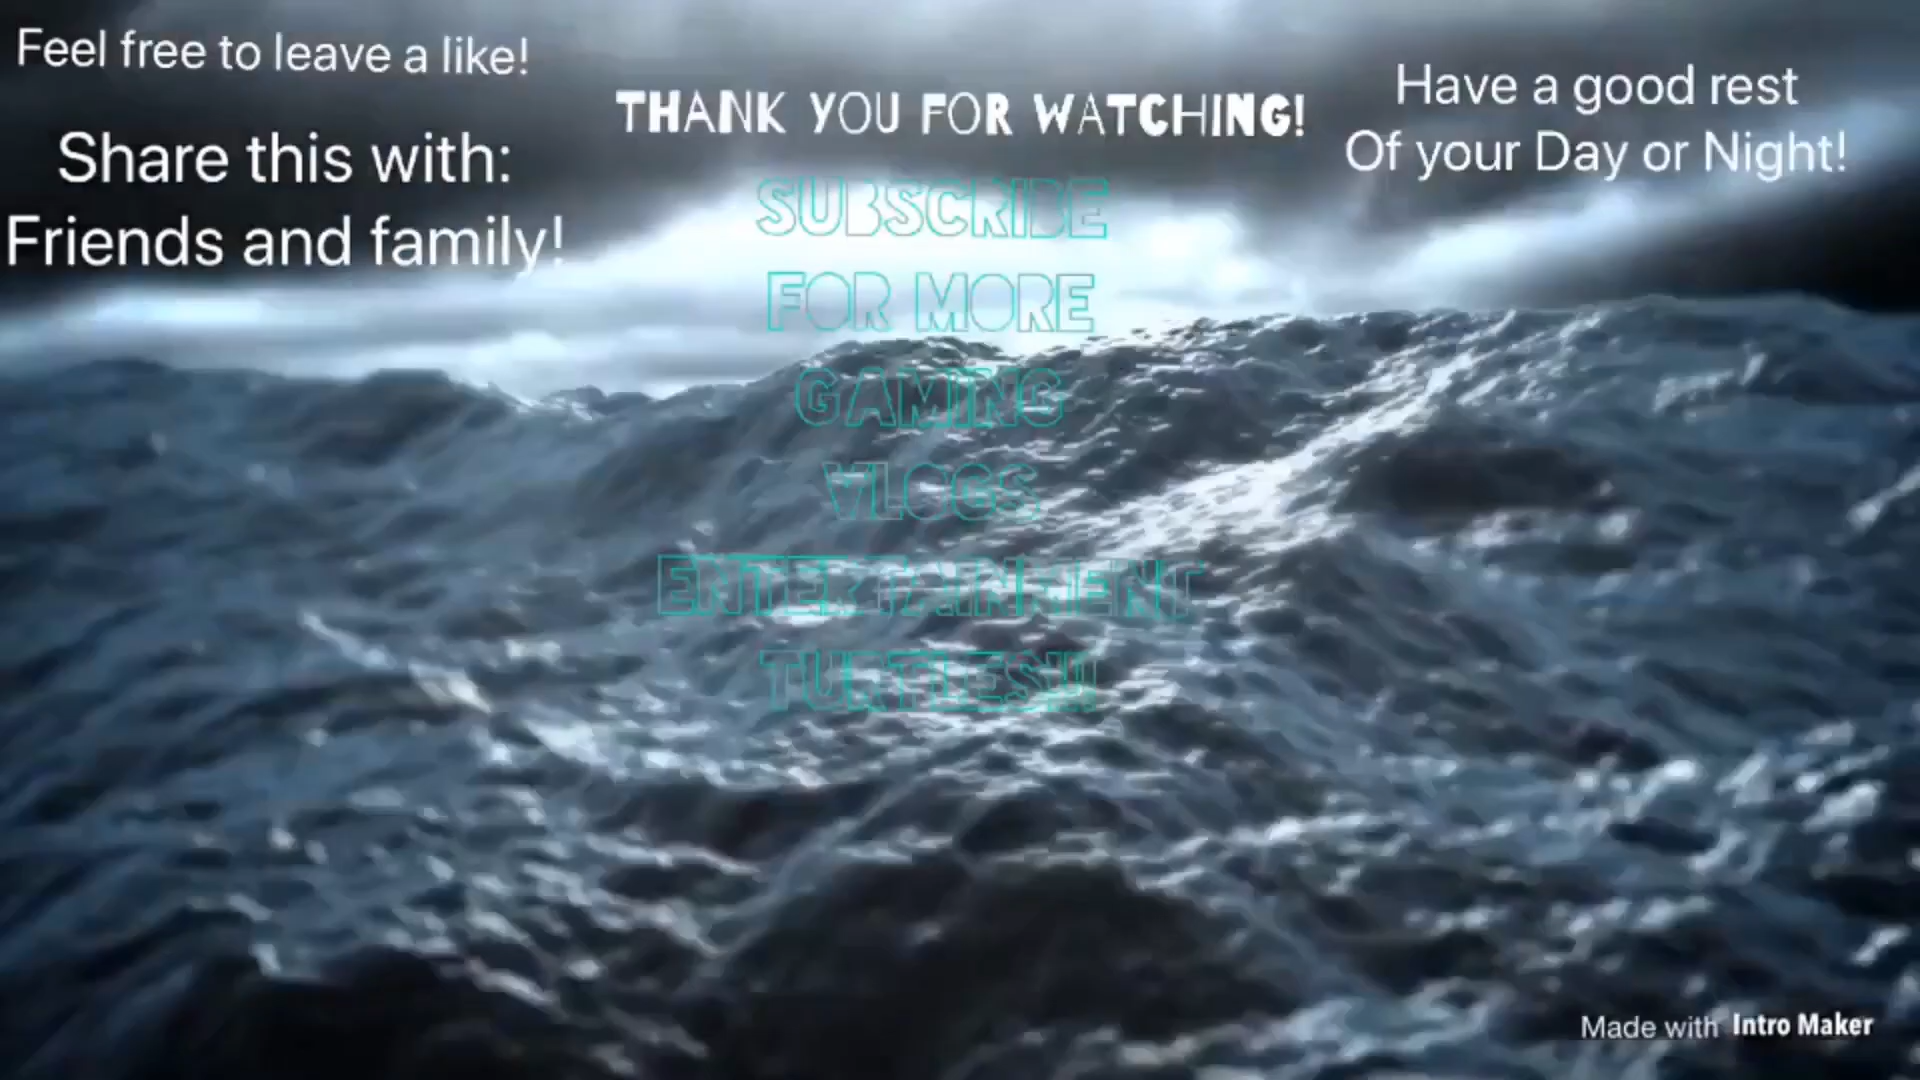 Feel free to leave a like!
Share this with:
Friends and family!
THANK YOU FOR WATCHING!
Have a good rest
Of your Day or Night!
SUBSCRIBE
FOR MORE
GAMING
VLOGS
ENTERTAINMENT
TURTLES!!!
Made with Intro Maker